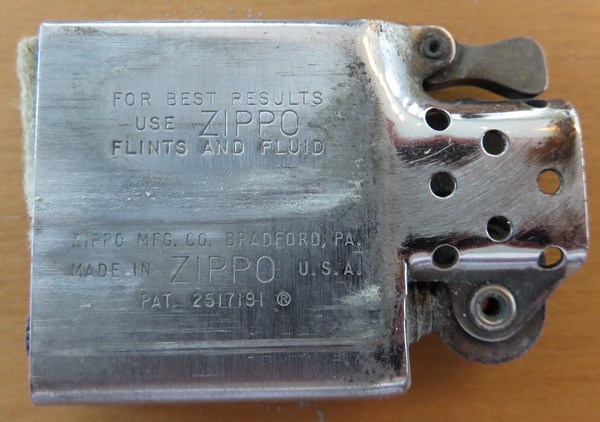 FOR BEST RESULTS
USE ZIPPO
FLINTS AND FLUID
ZIPPO MFG. CO. BRADFORD, PA.
MADE IN ZIPPO U.S.A.
PAT. 2517191 ®